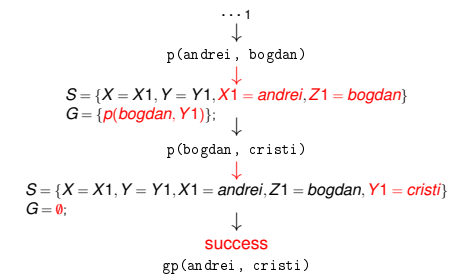 ... 1
p(andrei, bogdan)
S = {X = X1, Y = Y1, X1 = andrei, Z1 = bogdan}
G = {p(bogdan, Y1)};
p(bogdan, cristi)
S = {X = X1, Y = Y1, X1 = andrei, Z1 = bogdan, Y1 = cristi}
G = ∅;
success
gp(andrei, cristi)